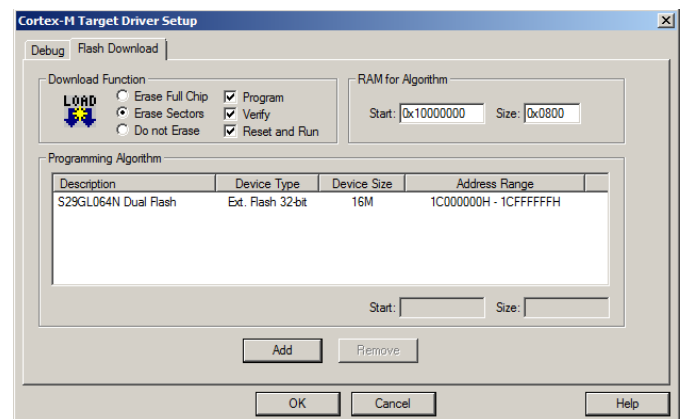 Cortex-M Target Driver Setup
Debug Flash Download
Download Function
LOAD
Erase Full Chip
Erase Sectors
Do not Erase
Program
Verify
Reset and Run
RAM for Algorithm
Start: 0x10000000 Size: 0x0800
Programming Algorithm
Description Device Type Device Size Address Range
S29GL064N Dual Flash Ext. Flash 32-bit 16M 1C000000H - 1CFFFFFFH
Start: Size:
Add Remove
OK Cancel Help